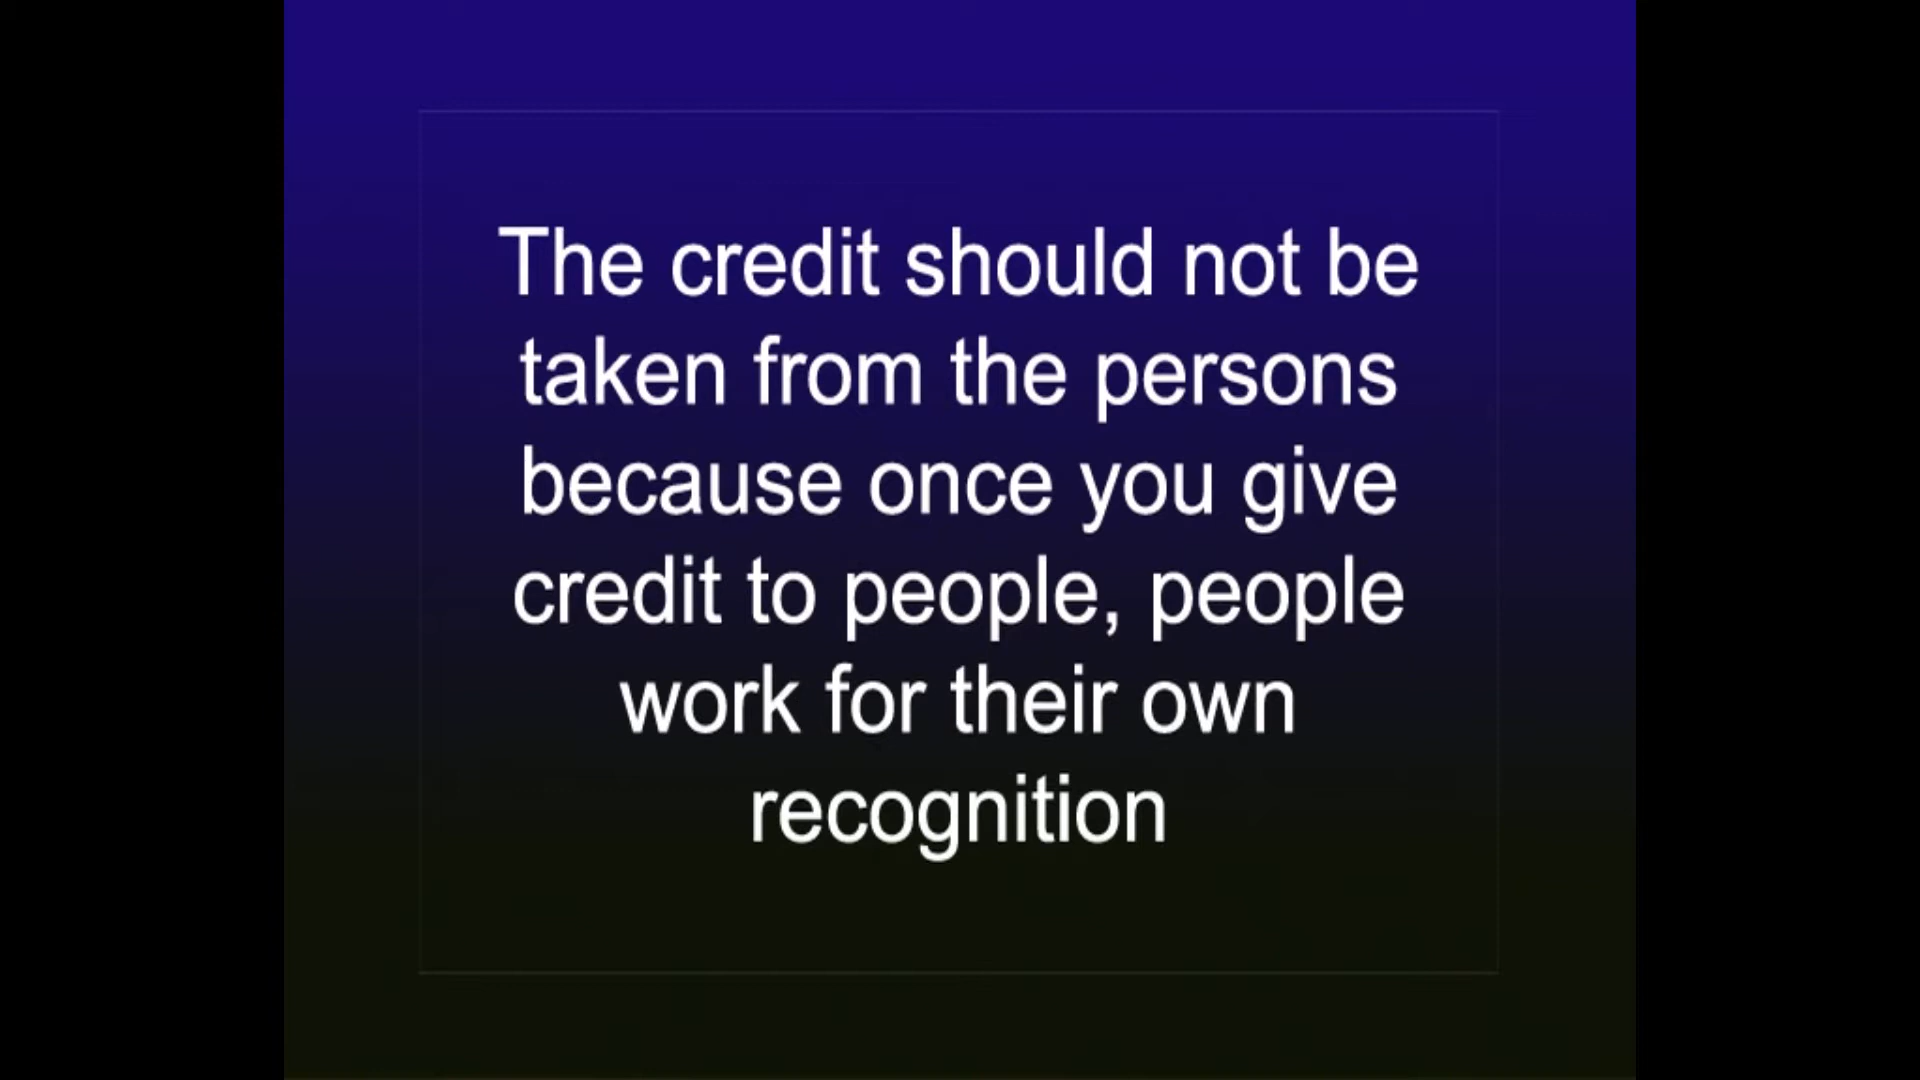 The credit should not be
taken from the persons
because once you give
credit to people, people
work for their own
recognition